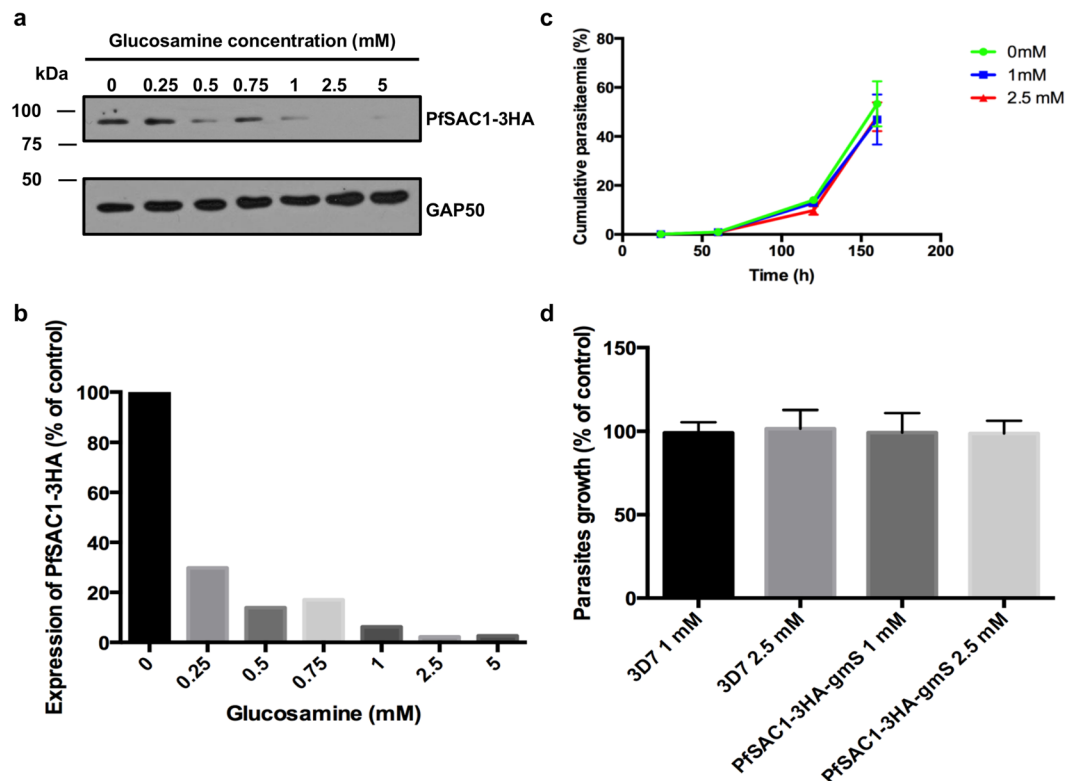 a
Glucosamine concentration (mM)
kDa
0 0.25 0.5 0.75 1 2.5 5
100
75
50
PfSAC1-3HA
GAP50
b
Expression of PfSAC1-3HA (% of control)
100
80
60
40
20
0
0 0.25 0.5 0.75 1 2.5 5
Glucosamine (mM)
c
Cumulative parasitaemia (%)
80
60
40
20
0
0 50 100 150 200
Time (h)
0mM
1mM
2.5 mM
d
Parasites growth (% of control)
150
100
50
0
3D7 1 mM
3D7 2.5 mM
PfSAC1-3HA-gmS 1 mM
PfSAC1-3HA-gmS 2.5 mM